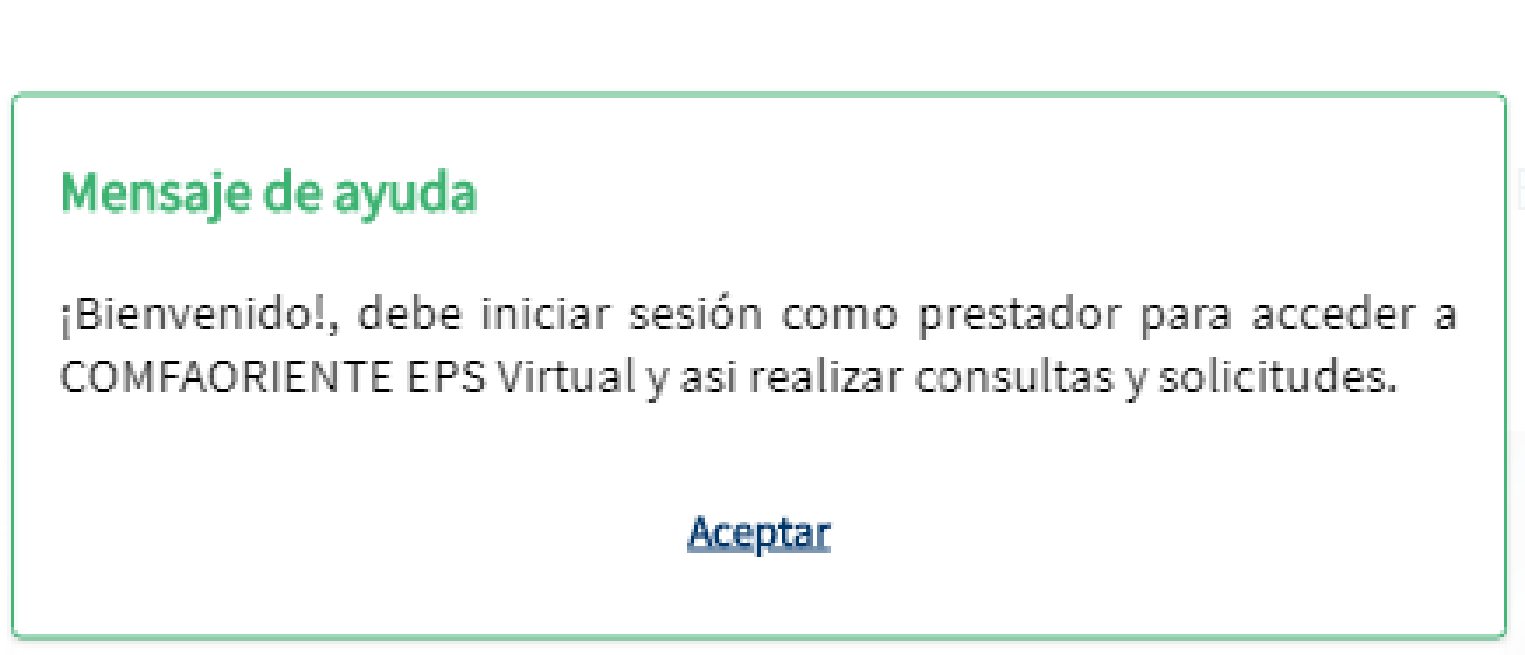 Mensaje de ayuda
¡Bienvenido!, debe iniciar sesión como prestador para acceder a
COMFAORIENTE EPS Virtual y asi realizar consultas y solicitudes.
Aceptar